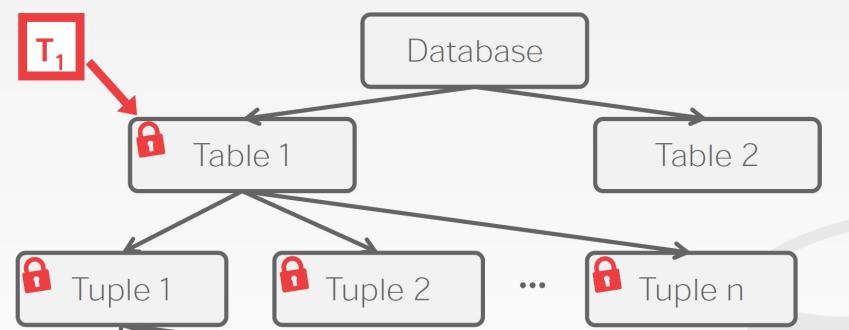 T1
Database
Table 1
Table 2
Tuple 1
Tuple 2
...
Tuple n